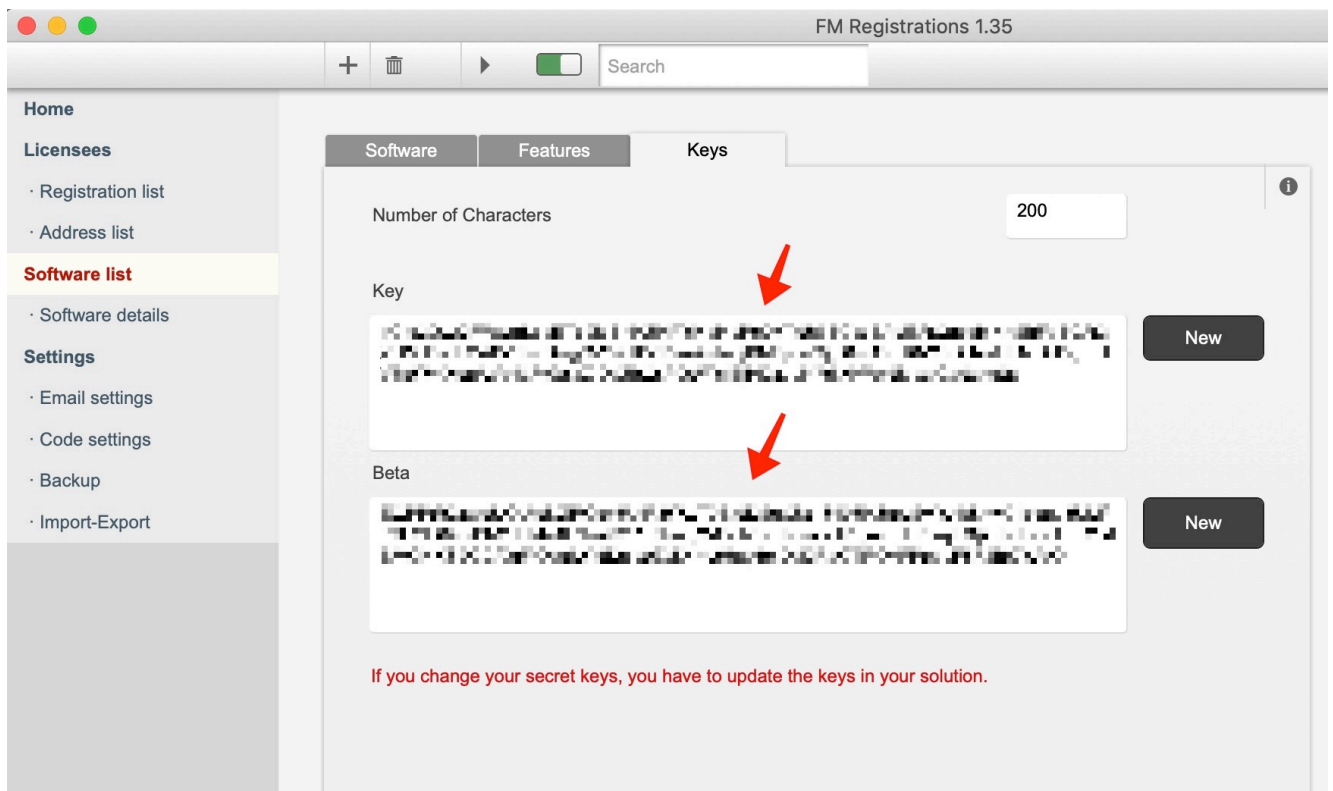 FM Registrations 1.35
Search
Home
Licensees
· Registration list
· Address list
Software list
· Software details
Settings
· Email settings
· Code settings
· Backup
· Import-Export
Software
Features
Keys
Number of Characters
200
Key
New
Beta
New
If you change your secret keys, you have to update the keys in your solution.